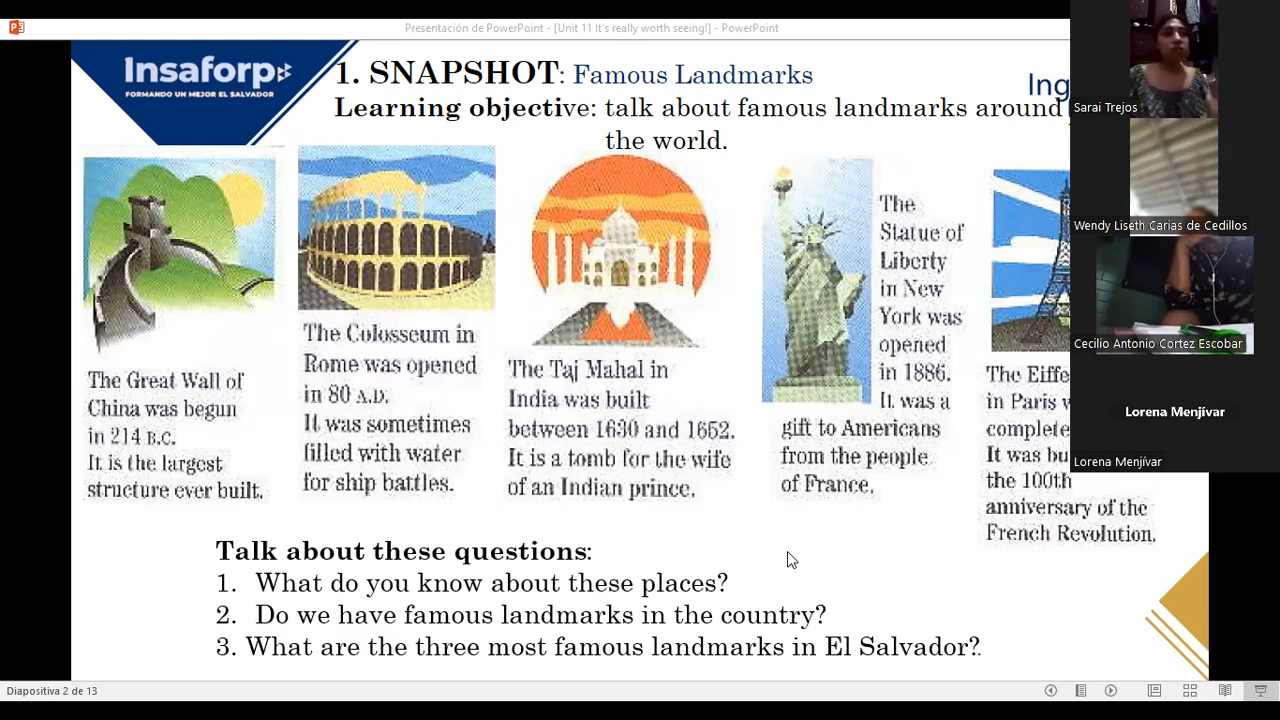 Presentación de PowerPoint - [Unit 11 It's really worth seeing!] - PowerPoint
Insaforp
FORMANDO UN MEJOR EL SALVADOR
1. SNAPSHOT: Famous Landmarks
Ing
Learning objective: talk about famous landmarks around
the world.
The Great Wall of
China was begun
in 214 B.C.
It is the largest
structure ever built.
The Colosseum in
Rome was opened
in 80 A.D.
It was sometimes
filled with water
for ship battles.
The Taj Mahal in
India was built
between 1630 and 1652.
It is a tomb for the wife
of an Indian prince.
The
Statue of
Liberty
in New
York was
opened
in 1886.
It was a
gift to Americans
from the people
of France.
The Eiffe
in Paris
complete
It was bu
the 100th
anniversary of the
French Revolution.
Talk about these questions:
1. What do you know about these places?
2. Do we have famous landmarks in the country?
3. What are the three most famous landmarks in El Salvador?.
Sarai Trejos
Wendy Liseth Carias de Cedillos
Cecilio Antonio Cortez Escobar
Lorena Menjívar
Lorena Menjívar
Diapositiva 2 de 13